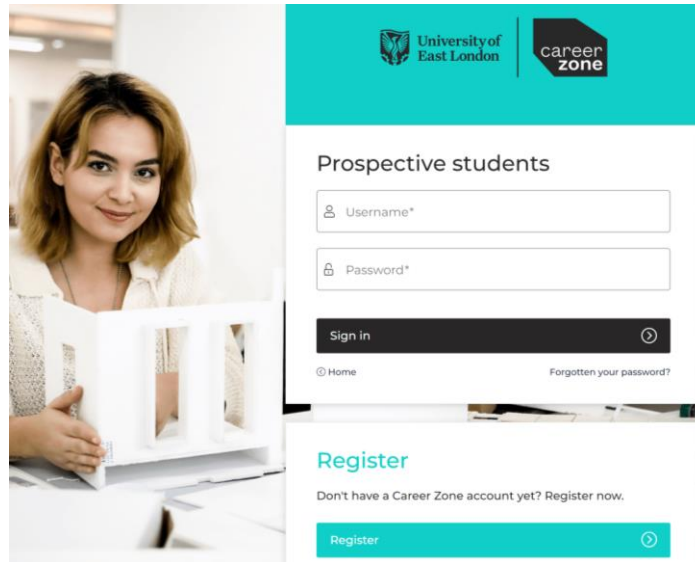 University of
East London
career
zone
Prospective students
Username*
Password*
Sign in
Home
Forgotten your password?
Register
Don't have a Career Zone account yet? Register now.
Register